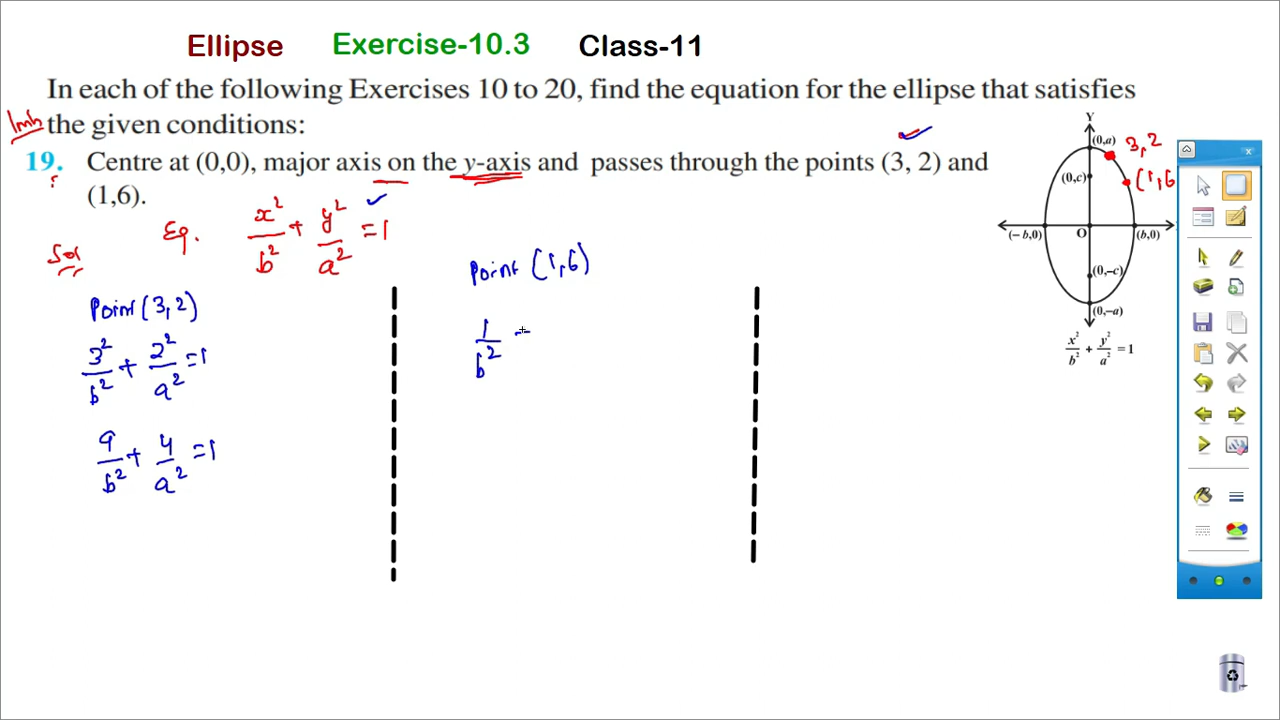 Ellipse Exercise-10.3 Class-11
In each of the following Exercises 10 to 20, find the equation for the ellipse that satisfies
the given conditions:
19. Centre at (0,0), major axis on the y-axis and passes through the points (3, 2) and
(1,6).
Eq. x²/b² + y²/a² = 1
Sol
Point (3,2)
3²/b² + 2²/a² = 1
9/b² + 4/a² = 1
Point (1,6)
1/b²
Y
(0,a)
3,2
(0,c)
(1,6
X
(– b,0)
O
(b,0)
(0,–c)
(0,–a)
x²/b² + y²/a² = 1